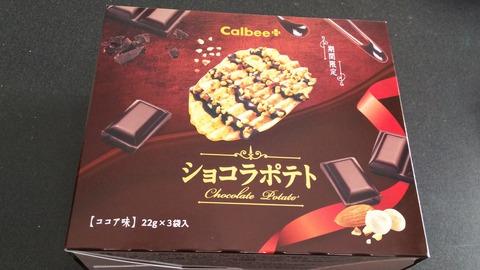 Calbee+
期間限定
ショコラポテト
Chocolate Potato
【ココア味】22g×3袋入